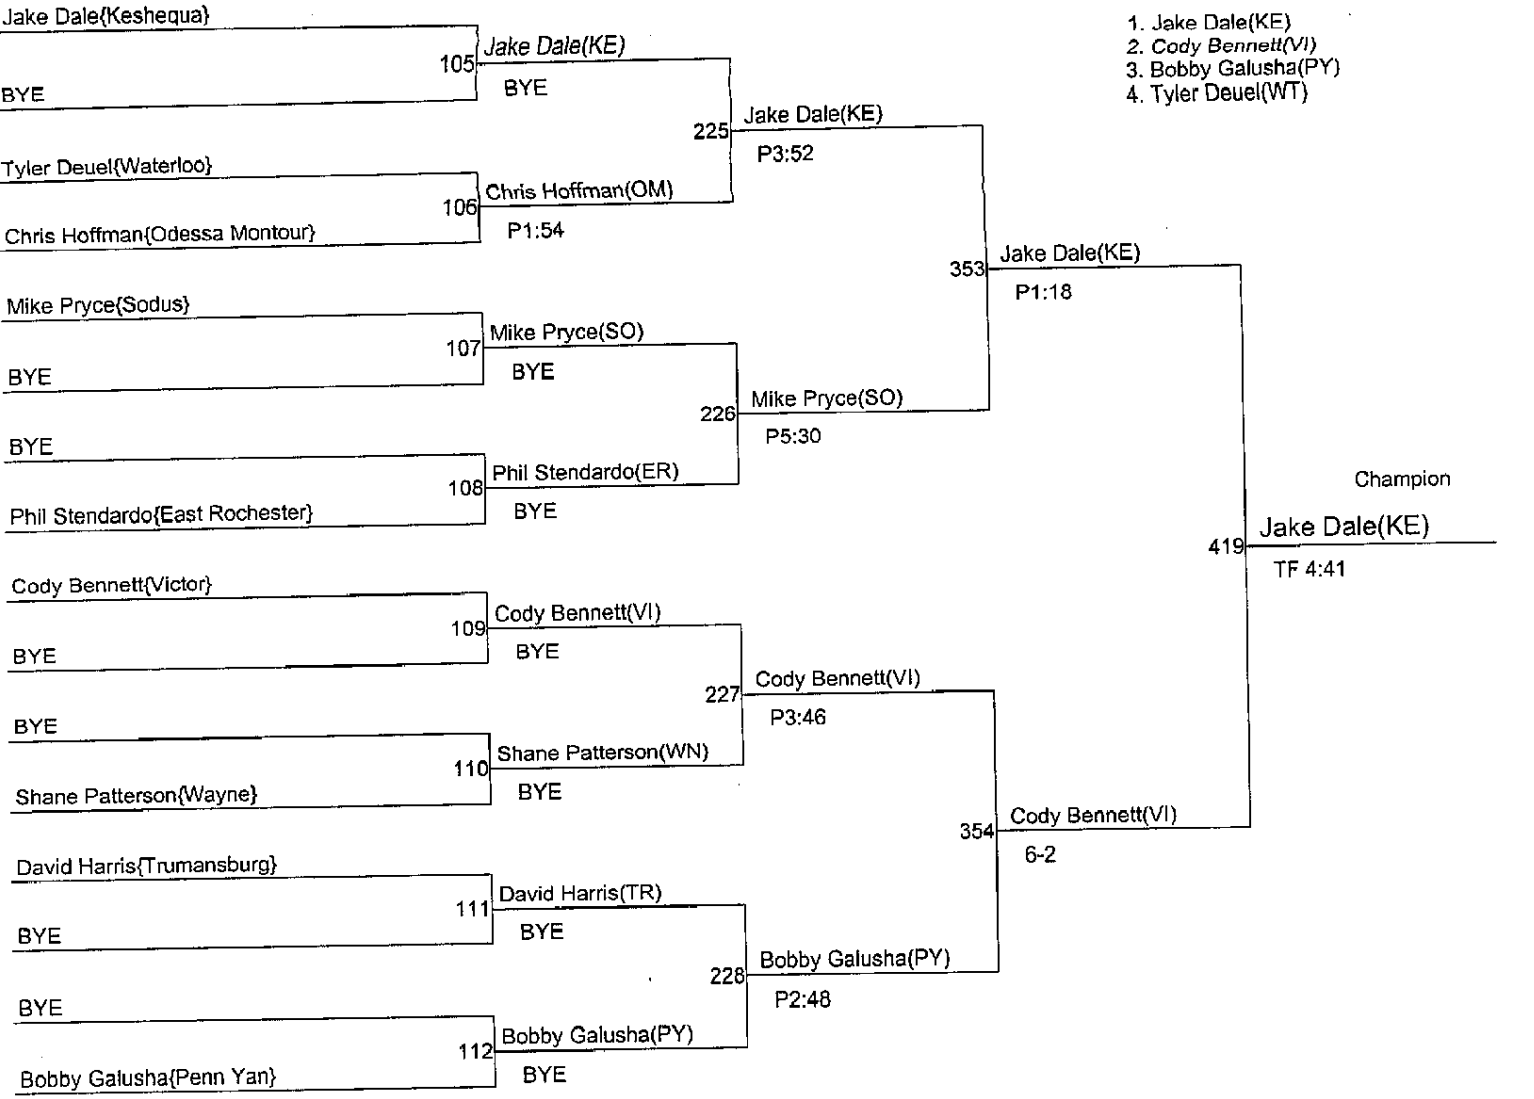 Jake Dale{Keshequa}
BYE
105
Jake Dale(KE)
BYE
Tyler Deuel{Waterloo}
Chris Hoffman{Odessa Montour}
106
Chris Hoffman(OM)
P1:54
225
Jake Dale(KE)
P3:52
Mike Pryce{Sodus}
BYE
107
Mike Pryce(SO)
BYE
BYE
Phil Stendardo{East Rochester}
108
Phil Stendardo(ER)
BYE
226
Mike Pryce(SO)
P5:30
353
Jake Dale(KE)
P1:18
Cody Bennett{Victor}
BYE
109
Cody Bennett(VI)
BYE
BYE
Shane Patterson{Wayne}
110
Shane Patterson(WN)
BYE
227
Cody Bennett(VI)
P3:46
David Harris{Trumansburg}
BYE
111
David Harris(TR)
BYE
BYE
Bobby Galusha{Penn Yan}
112
Bobby Galusha(PY)
BYE
228
Bobby Galusha(PY)
P2:48
354
Cody Bennett(VI)
6-2
419
Champion
Jake Dale(KE)
TF 4:41
1. Jake Dale(KE)
2. Cody Bennett(VI)
3. Bobby Galusha(PY)
4. Tyler Deuel(WT)